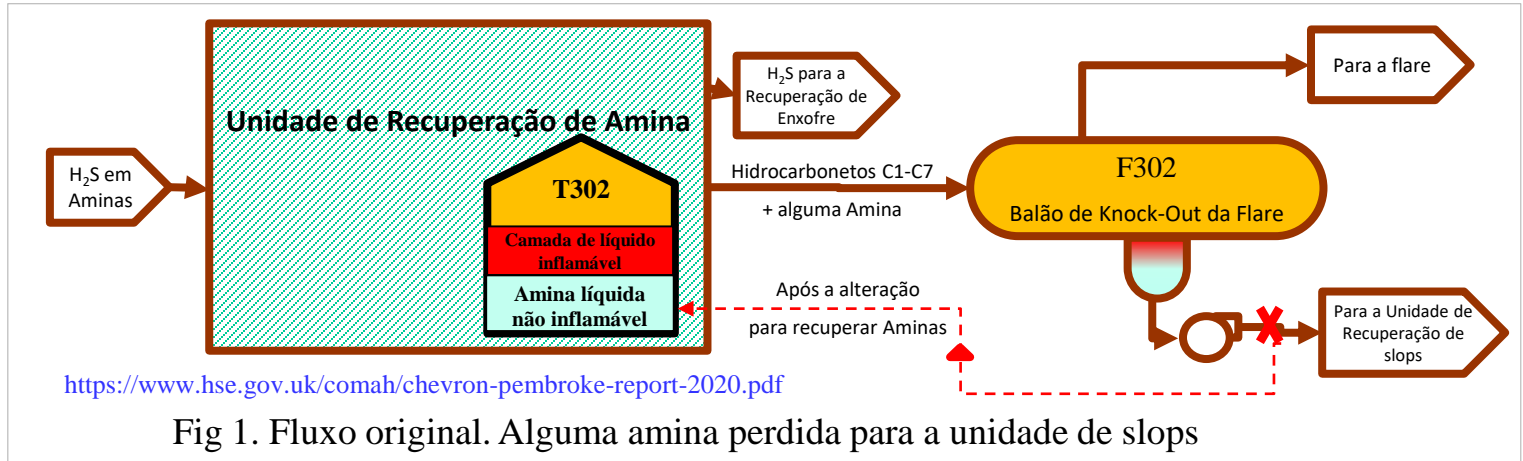 H₂S em
Aminas
Unidade de Recuperação de Amina
T302
Camada de líquido
inflamável
Amina líquida
não inflamável
H₂S para a
Recuperação de
Enxofre
Hidrocarbonetos C1-C7
+ alguma Amina
Após a alteração
para recuperar Aminas
Para a flare
F302
Balão de Knock-Out da Flare
Para a Unidade de
Recuperação de
slops
https://www.hse.gov.uk/comah/chevron-pembroke-report-2020.pdf
Fig 1. Fluxo original. Alguma amina perdida para a unidade de slops